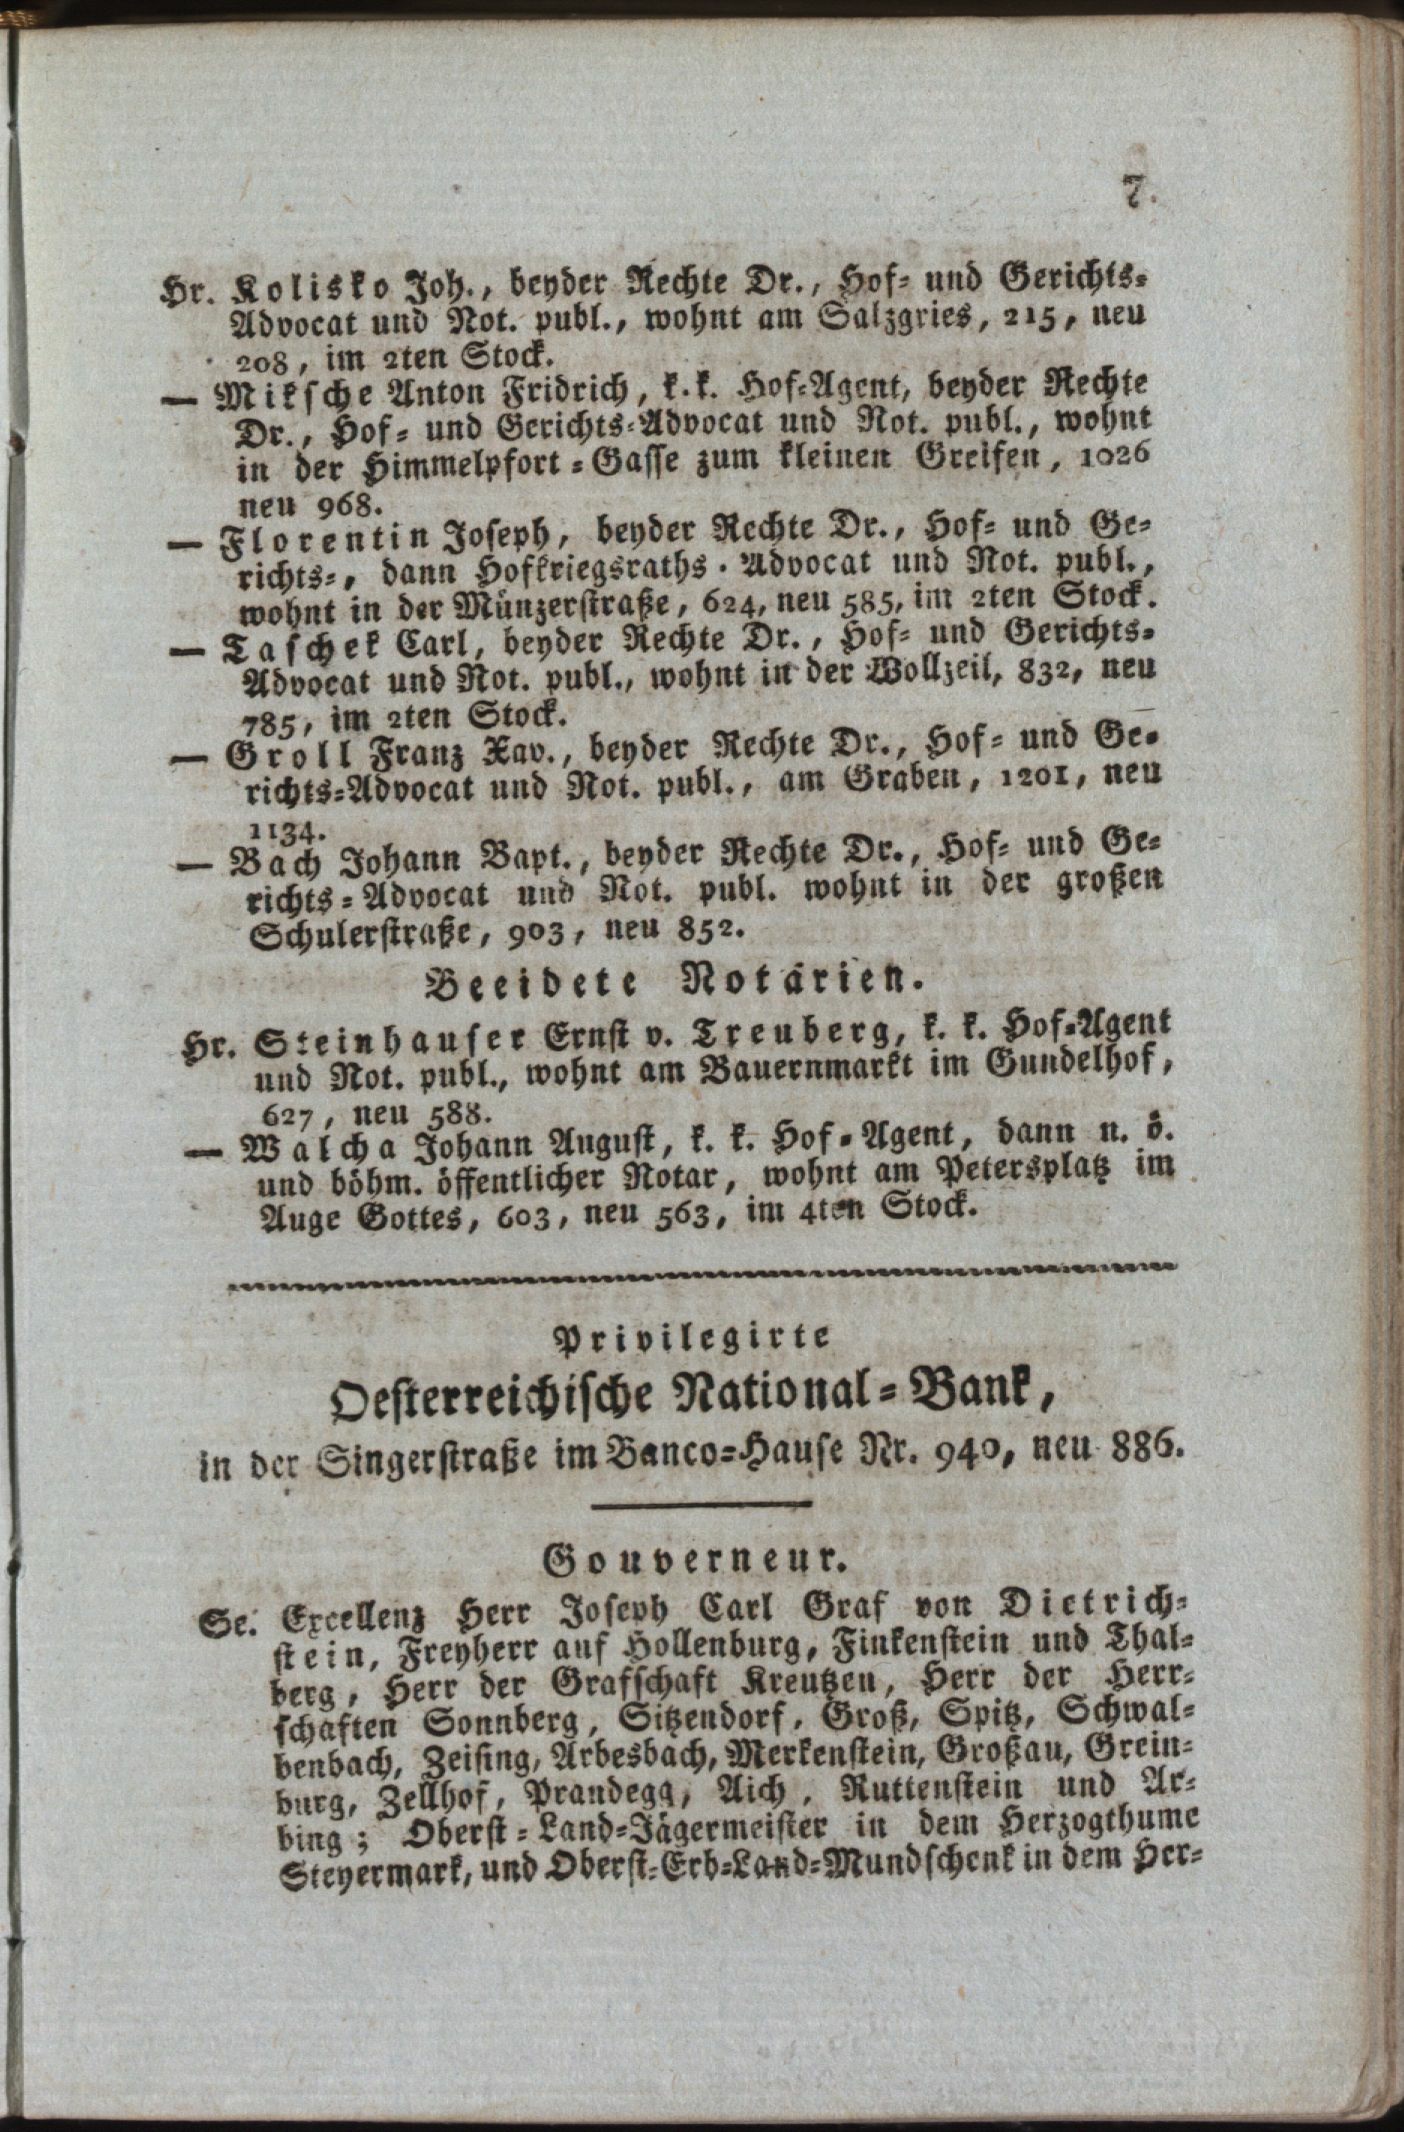 7.
Hr. Kolisko Joh., beyder Rechte Dr., Hof- und Gerichts-
Advocat und Not. publ., wohnt am Salzgries, 215, neu
208, im 2ten Stock.
— Miksche Anton Fridrich, k. k. Hof-Agent, beyder Rechte
Dr., Hof- und Gerichts-Advocat und Not. publ., wohnt
in der Himmelpfort-Gasse zum kleinen Greifen, 1026
neu 968.
— Florentin Joseph, beyder Rechte Dr., Hof- und Ge-
richts-, dann Hofkriegsraths-Advocat und Not. publ.,
wohnt in der Münzerstraße, 624, neu 585, im 2ten Stock.
— Taschek Carl, beyder Rechte Dr., Hof- und Gerichts-
Advocat und Not. publ., wohnt in der Wollzeil, 832, neu
785, im 2ten Stock.
— Groll Franz Xav., beyder Rechte Dr., Hof- und Ge-
richts-Advocat und Not. publ., am Graben, 1201, neu
1134.
— Bach Johann Bapt., beyder Rechte Dr., Hof- und Ge-
richts-Advocat und Not. publ. wohnt in der großen
Schulerstraße, 903, neu 852.
Beeidete Notarien.
Hr. Steinhauser Ernst v. Treuberg, k. k. Hof-Agent
und Not. publ., wohnt am Bauernmarkt im Gundelhof,
627, neu 588.
— Walcha Johann August, k. k. Hof-Agent, dann n. ö.
und böhm. öffentlicher Notar, wohnt am Petersplatz im
Auge Gottes, 603, neu 563, im 4ten Stock.
Privilegirte
Oesterreichische National-Bank,
in der Singerstraße im Banco-Hause Nr. 940, neu 886.
Gouverneur.
Se. Excellenz Herr Joseph Carl Graf von Dietrich-
stein, Freyherr auf Hollenburg, Finkenstein und Thal-
berg, Herr der Grafschaft Kreutzen, Herr der Herr-
schaften Sonnberg, Sitzendorf, Groß, Spitz, Schwal-
benbach, Zeising, Arbesbach, Merkenstein, Großau, Grein-
burg, Zellhof, Prandegg, Aich, Ruttenstein und Ar-
bing; Oberst-Land-Jägermeister in dem Herzogthume
Steyermark, und Oberst-Erb-Land-Mundschenk in dem Her-